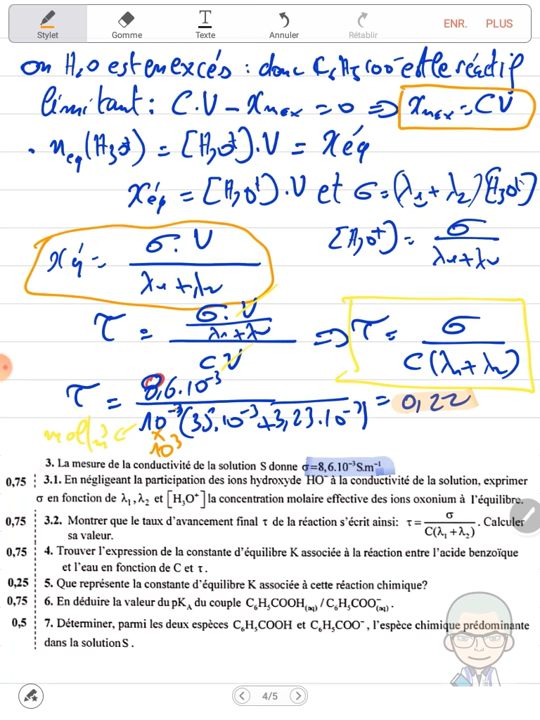 Stylet Gomme Texte Annuler Rétablir ENR. PLUS
on H₂O est en excés : donc C₆H₅COO⁻ est le réactif
limitant : C.V - Xmax = 0 ⇒ Xmax = CV
. neq(H₃O⁺) = [H₃O⁺].V = Xéq
Xéq = [H₃O⁺].V et σ = (λ₁+λ₂)[H₃O⁺]
[H₃O⁺] = σ / (λ₁+λ₂)
Xéq = σ.V / (λ₁+λ₂)
τ = (σ.V / (λ₁+λ₂)) / C.V ⇒ τ = σ / C(λ₁+λ₂)
τ = 8,6.10⁻³ / 10⁻³(35.10⁻³+3,23.10⁻³) = 0,22
mol/m³ ← × 10³
3. La mesure de la conductivité de la solution S donne σ=8,6.10⁻³S.m⁻¹
0,75 3.1. En négligeant la participation des ions hydroxyde HO⁻ à la conductivité de la solution, exprimer
σ en fonction de λ₁, λ₂ et [H₃O⁺] la concentration molaire effective des ions oxonium à l'équilibre.
0,75 3.2. Montrer que le taux d'avancement final τ de la réaction s'écrit ainsi: τ = σ / C(λ₁+λ₂) . Calculer
sa valeur.
0,75 4. Trouver l'expression de la constante d'équilibre K associée à la réaction entre l'acide benzoïque
et l'eau en fonction de C et τ.
0,25 5. Que représente la constante d'équilibre K associée à cette réaction chimique?
0,75 6. En déduire la valeur du pKA du couple C₆H₅COOH(aq) / C₆H₅COO⁻(aq).
0,5 7. Déterminer, parmi les deux espèces C₆H₅COOH et C₆H₅COO⁻, l'espèce chimique prédominante
dans la solution S .
4/5